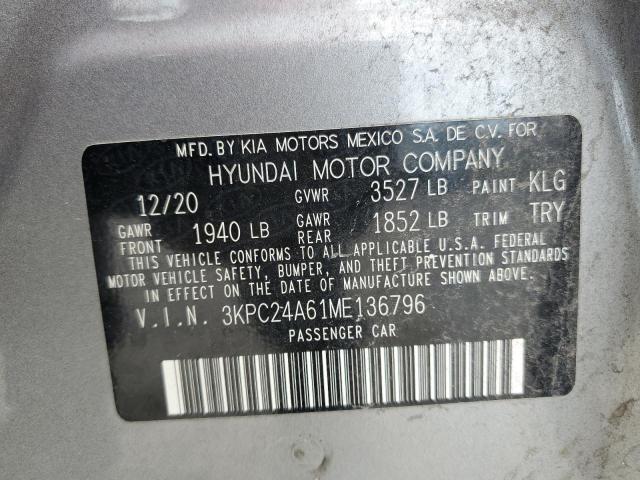 MFD. BY KIA MOTORS MEXICO S.A. DE C.V. FOR
HYUNDAI MOTOR COMPANY
12/20 GVWR 3527 LB PAINT KLG
GAWR FRONT 1940 LB GAWR REAR 1852 LB TRIM TRY
THIS VEHICLE CONFORMS TO ALL APPLICABLE U.S.A. FEDERAL
MOTOR VEHICLE SAFETY, BUMPER, AND THEFT PREVENTION STANDARDS
IN EFFECT ON THE DATE OF MANUFACTURE SHOWN ABOVE.
V.I.N. 3KPC24A61ME136796
PASSENGER CAR